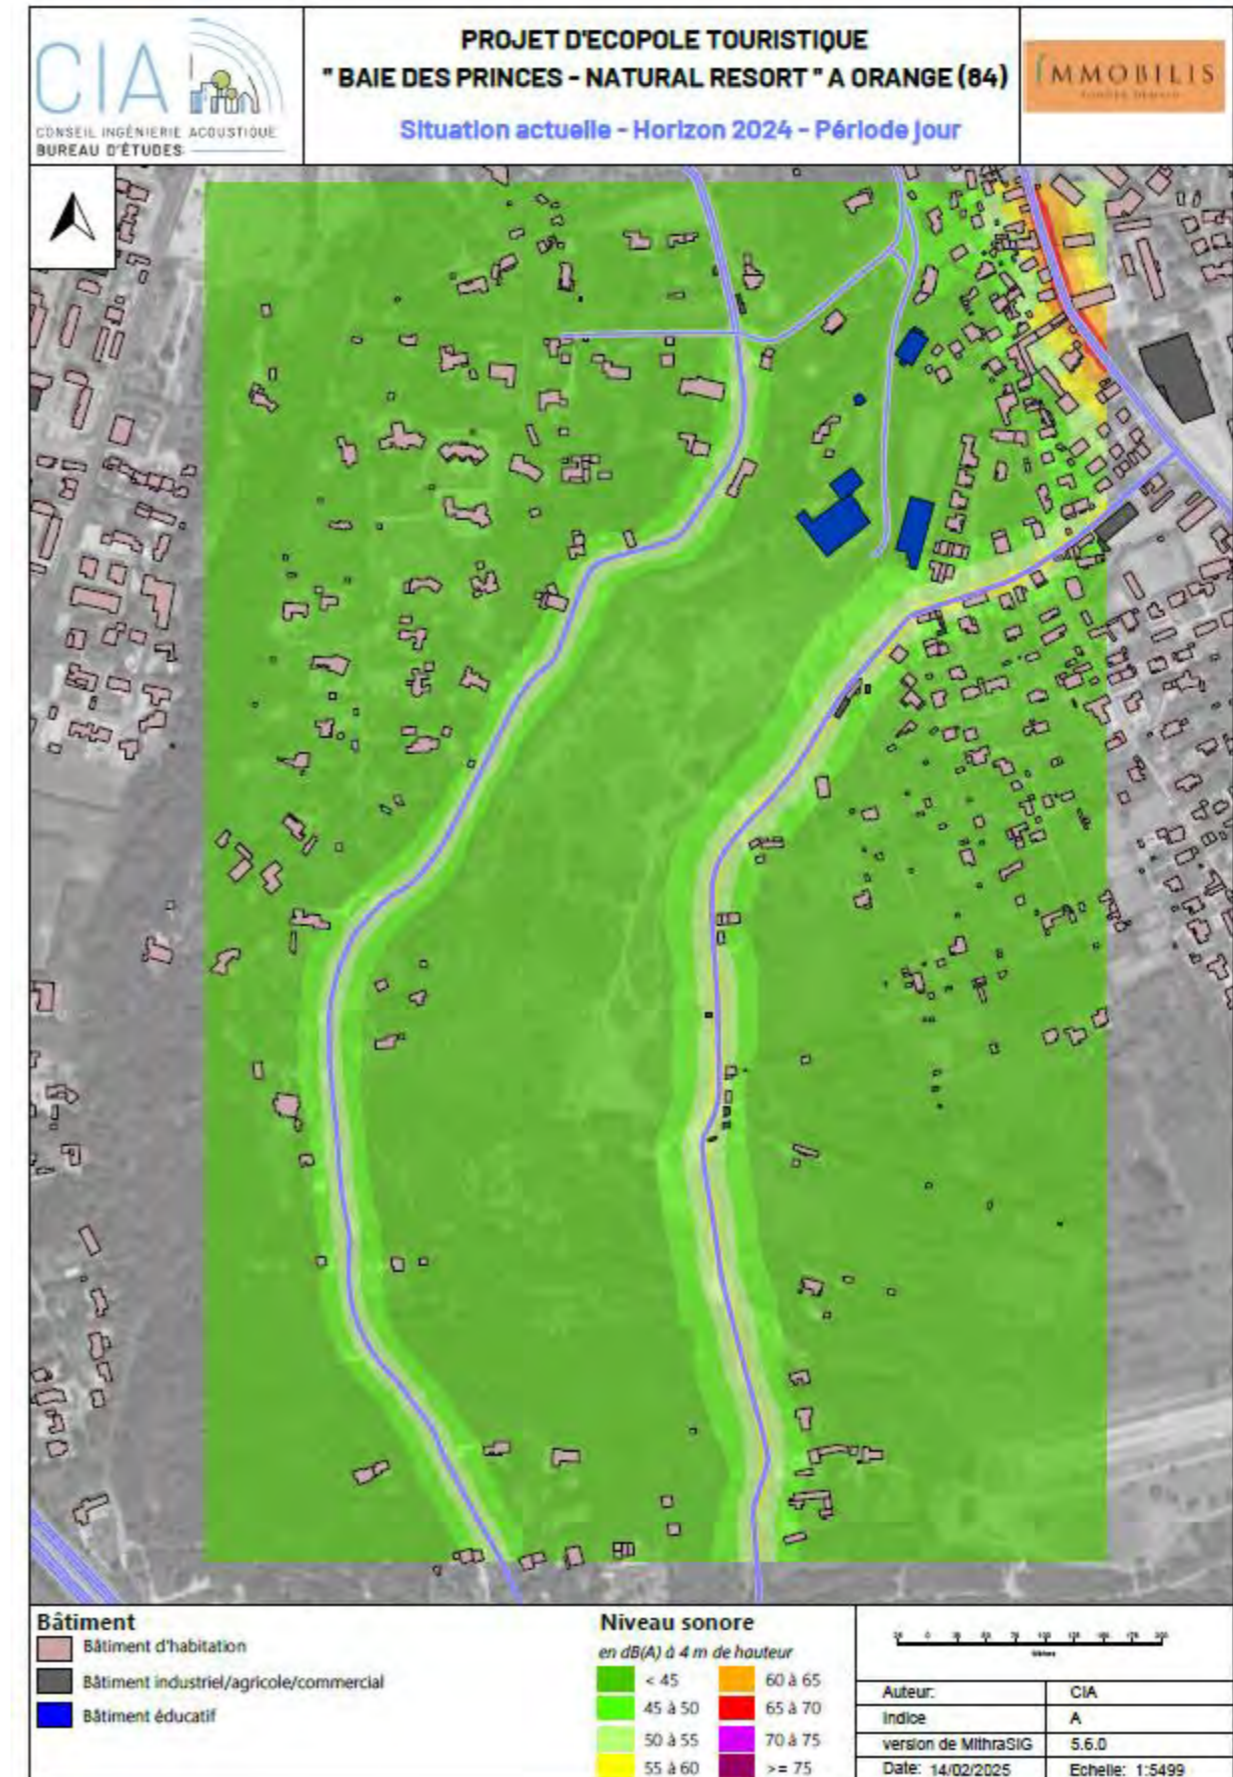 CIA
CONSEIL INGÉNIERIE ACOUSTIQUE
BUREAU D'ÉTUDES
PROJET D'ECOPOLE TOURISTIQUE
" BAIE DES PRINCES - NATURAL RESORT " A ORANGE (84)
Situation actuelle - Horizon 2024 - Période jour
IMMOBILIS
Bâtiment
Bâtiment d'habitation
Bâtiment industriel/agricole/commercial
Bâtiment éducatif
Niveau sonore
en dB(A) à 4 m de hauteur
< 45
60 à 65
45 à 50
65 à 70
50 à 55
70 à 75
55 à 60
>= 75
Auteur: CIA
Indice A
version de MithraSIG 5.6.0
Date: 14/02/2025 Echelle: 1:5499